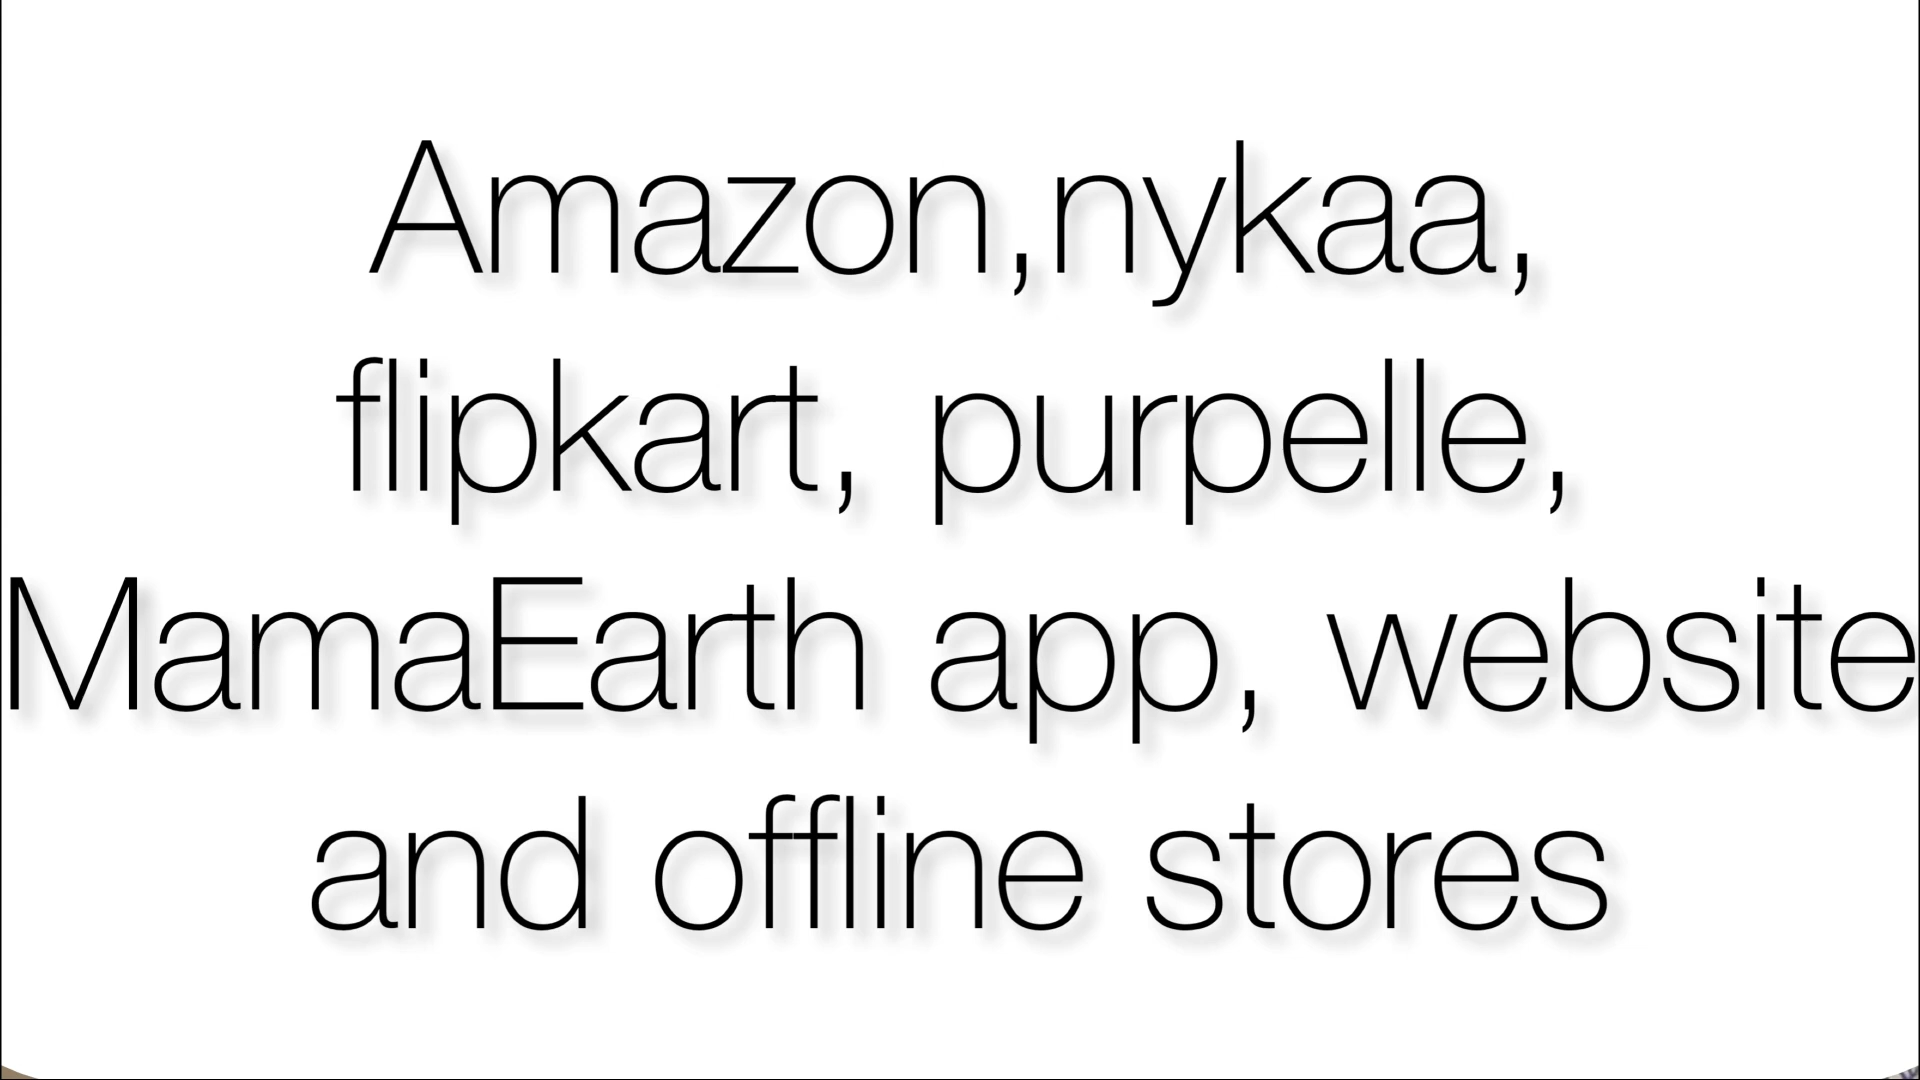 Amazon,nykaa,
flipkart, purpelle,
MamaEarth app, website
and offline stores